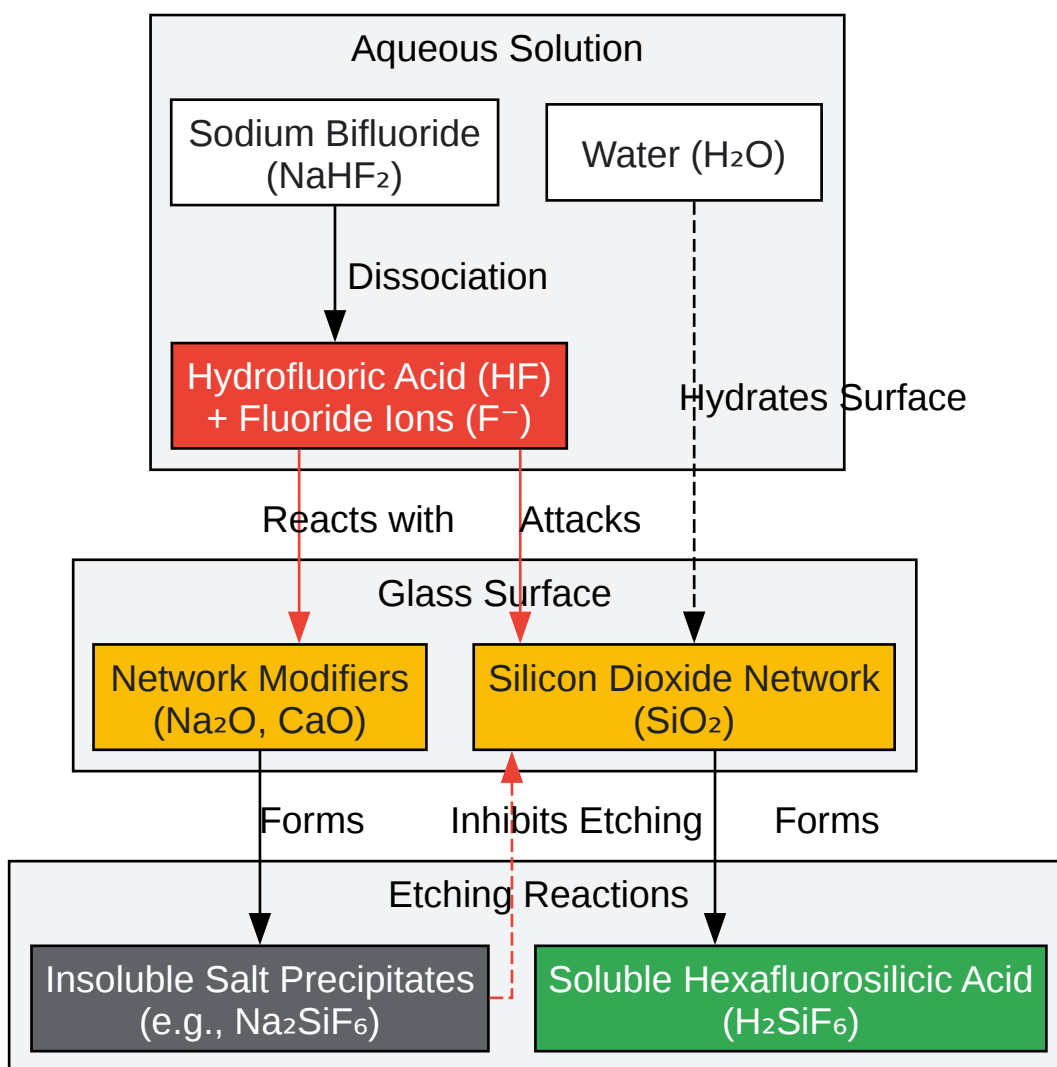 Aqueous Solution
Sodium Bifluoride
(NaHF₂)
Water (H₂O)
Dissociation
Hydrofluoric Acid (HF)
+ Fluoride Ions (F⁻)
Hydrates Surface
Reacts with
Attacks
Glass Surface
Network Modifiers
(Na₂O, CaO)
Silicon Dioxide Network
(SiO₂)
Forms
Inhibits Etching
Forms
Etching Reactions
Insoluble Salt Precipitates
(e.g., Na₂SiF₆)
Soluble Hexafluorosilicic Acid
(H₂SiF₆)